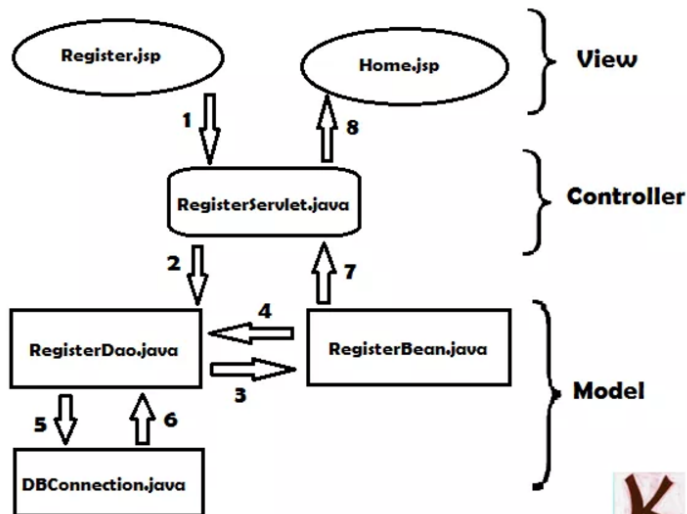 Register.jsp
Home.jsp
View
1
8
RegisterServlet.java
Controller
2
7
4
RegisterDao.java
RegisterBean.java
3
Model
5
6
DBConnection.java
K